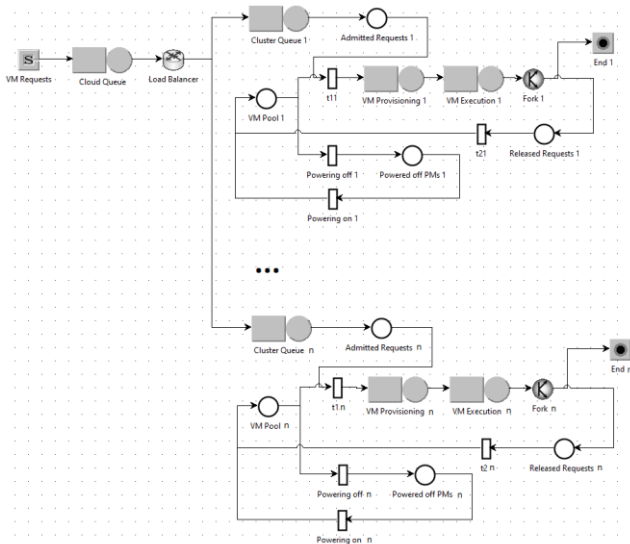 S
VM Requests
Cloud Queue
Load Balancer
Cluster Queue 1
Admitted Requests 1
End 1
VM Pool 1
t11
VM Provisioning 1
VM Execution 1
Fork 1
t21
Released Requests 1
Powering off 1
Powered off PMs 1
Powering on 1
...
Cluster Queue n
Admitted Requests n
End n
VM Pool n
t1 n
VM Provisioning n
VM Execution n
Fork n
t2 n
Released Requests n
Powering off n
Powered off PMs n
Powering on n